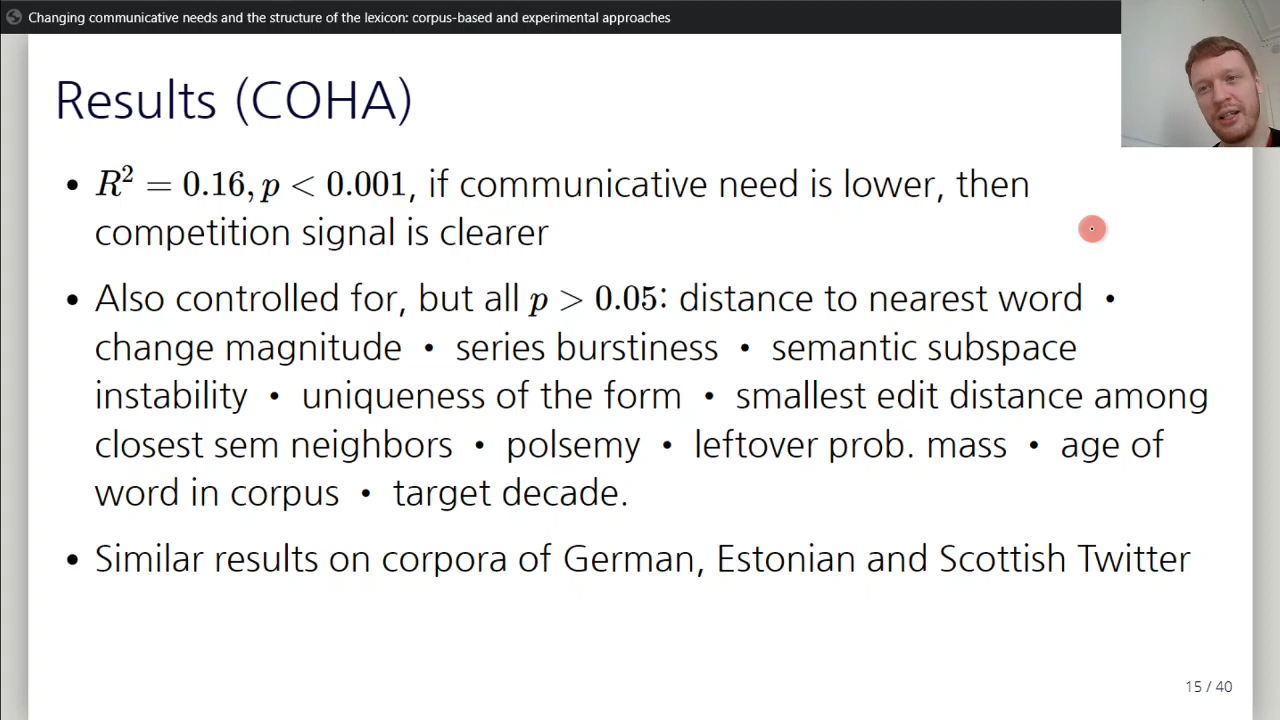 Changing communicative needs and the structure of the lexicon: corpus-based and experimental approaches
Results (COHA)
• R² = 0.16, p < 0.001, if communicative need is lower, then
competition signal is clearer
• Also controlled for, but all p > 0.05: distance to nearest word •
change magnitude • series burstiness • semantic subspace
instability • uniqueness of the form • smallest edit distance among
closest sem neighbors • polsemy • leftover prob. mass • age of
word in corpus • target decade.
• Similar results on corpora of German, Estonian and Scottish Twitter
15 / 40